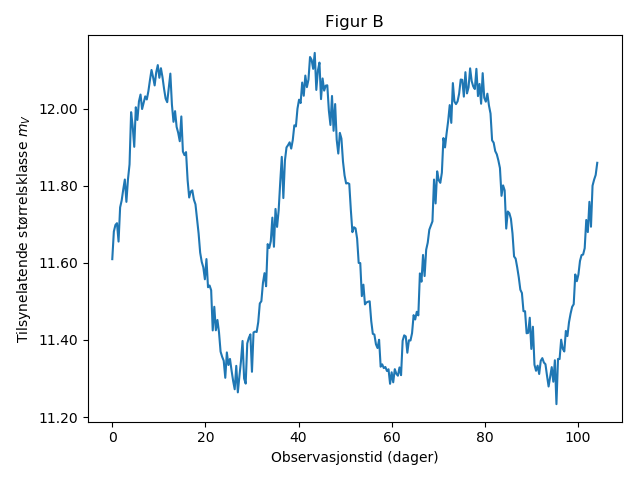 Figur B
Tilsynelatende størrelsklasse $m_V$
12.00
11.80
11.60
11.40
11.20
0 20 40 60 80 100
Observasjonstid (dager)